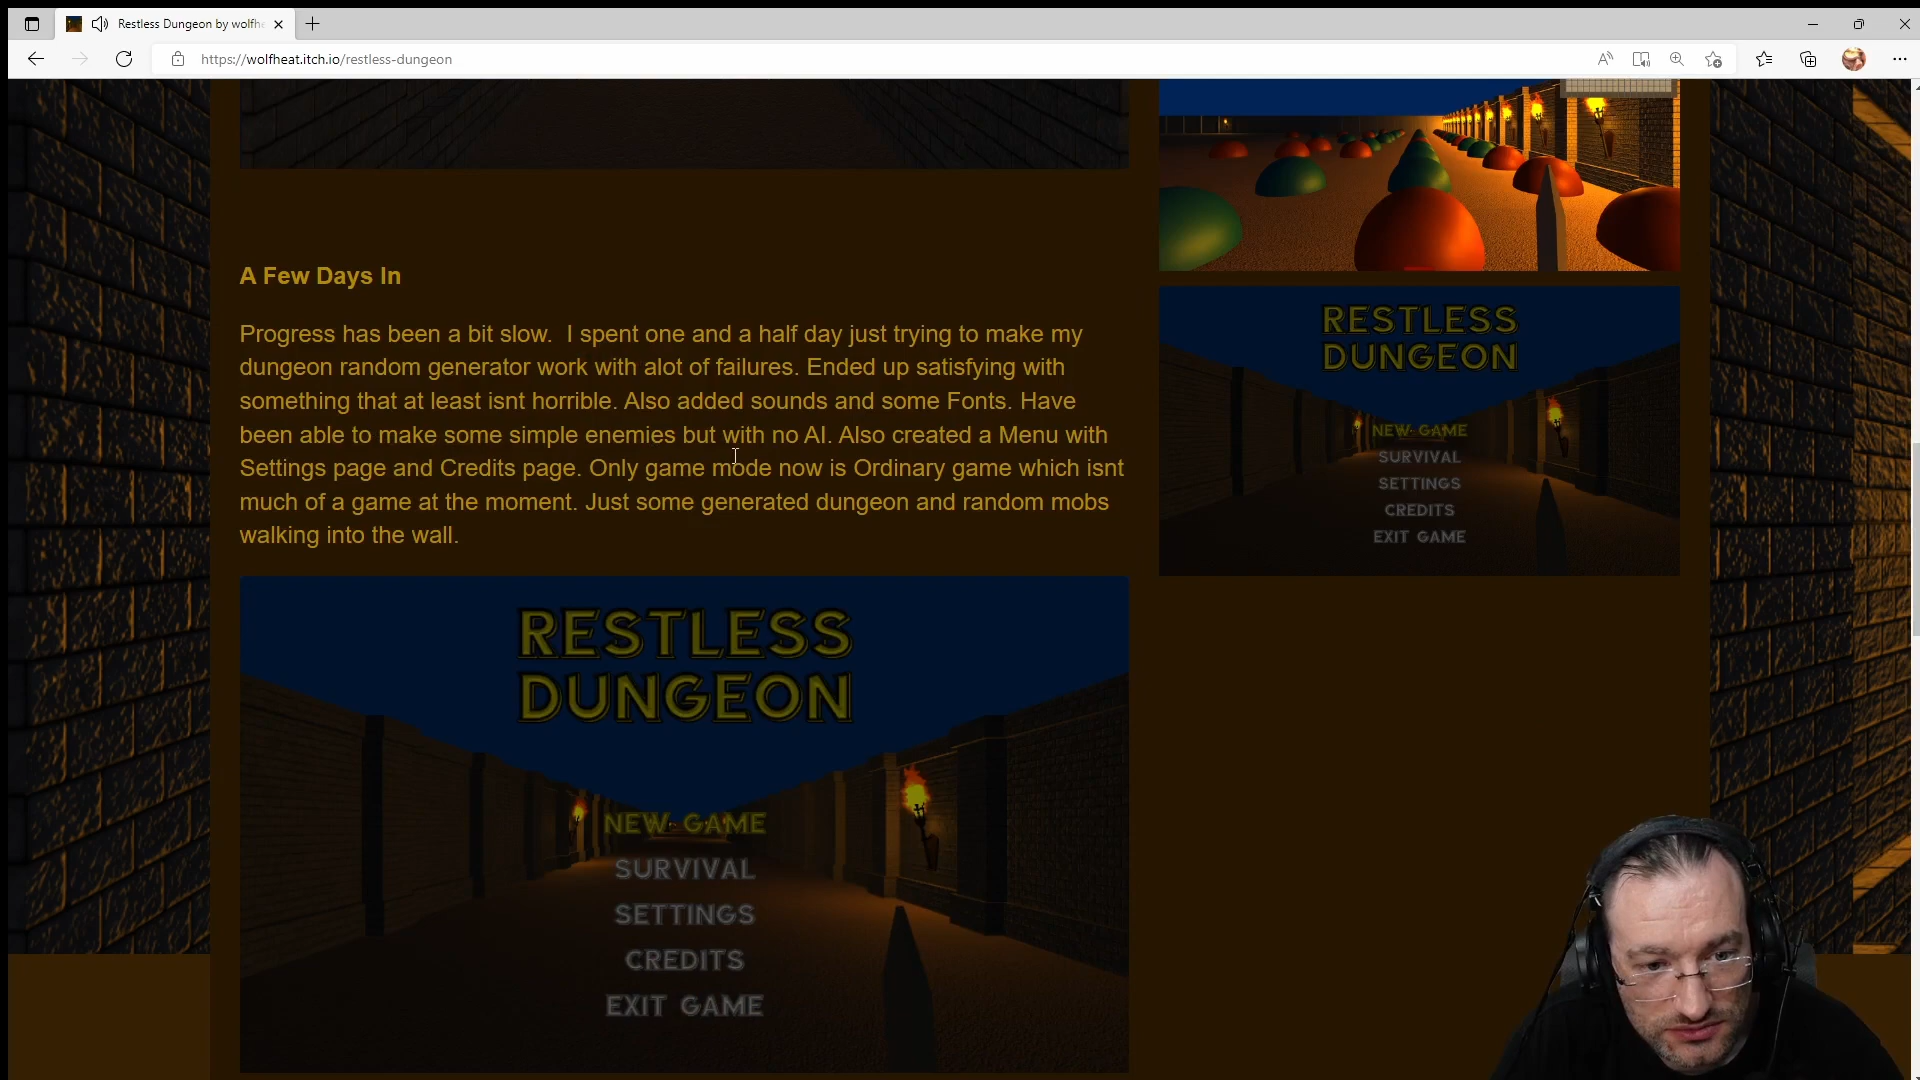 Restless Dungeon by wolfhe
https://wolfheat.itch.io/restless-dungeon
A Few Days In
Progress has been a bit slow.  I spent one and a half day just trying to make my
dungeon random generator work with alot of failures. Ended up satisfying with
something that at least isnt horrible. Also added sounds and some Fonts. Have
been able to make some simple enemies but with no AI. Also created a Menu with
Settings page and Credits page. Only game mode now is Ordinary game which isnt
much of a game at the moment. Just some generated dungeon and random mobs
walking into the wall.
RESTLESS
DUNGEON
NEW GAME
SURVIVAL
SETTINGS
CREDITS
EXIT GAME
RESTLESS
DUNGEON
NEW GAME
SURVIVAL
SETTINGS
CREDITS
EXIT GAME